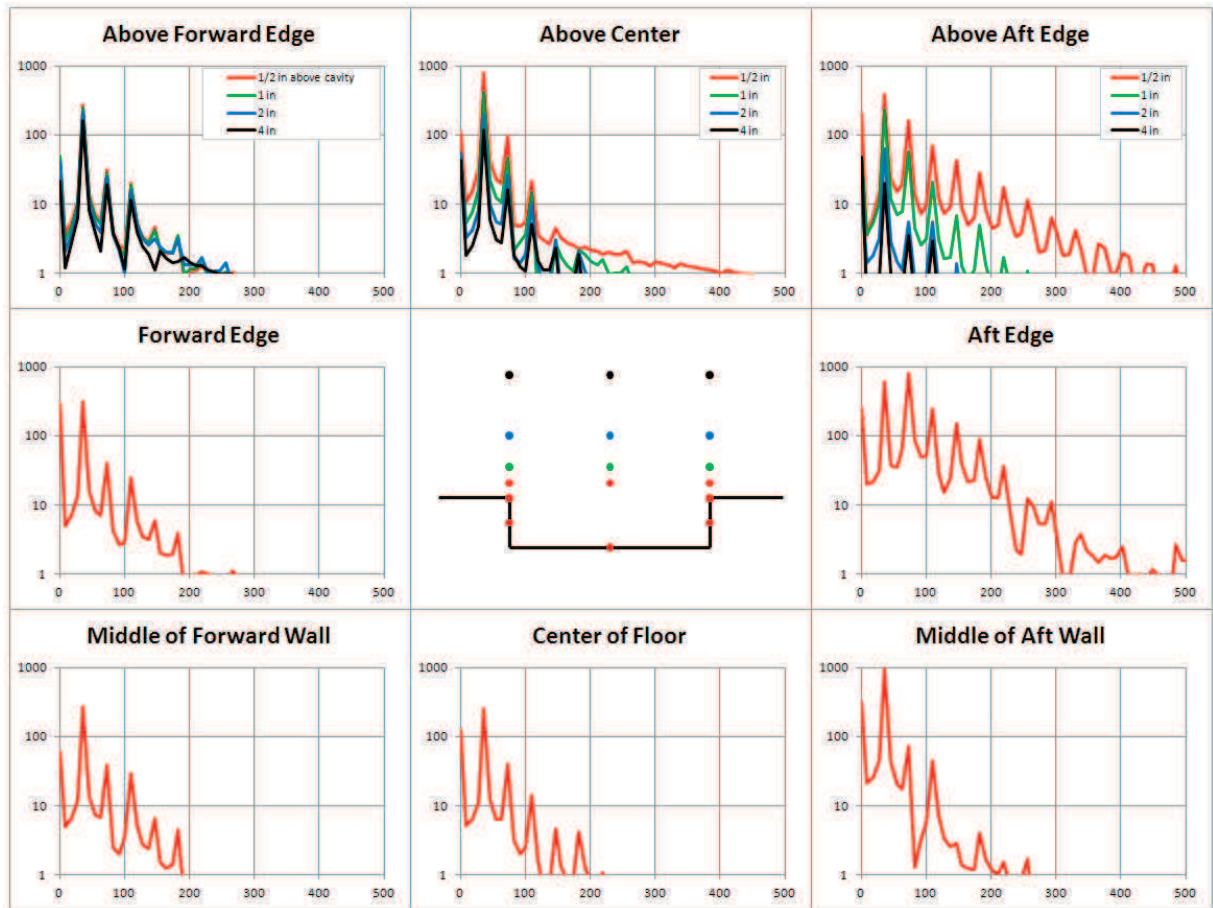 Above Forward Edge
1000
100
10
1
0 100 200 300 400 500
1/2 in above cavity
1 in
2 in
4 in
Above Center
1000
100
10
1
0 100 200 300 400 500
1/2 in
1 in
2 in
4 in
Above Aft Edge
1000
100
10
1
0 100 200 300 400 500
1/2 in
1 in
2 in
4 in
Forward Edge
1000
100
10
1
0 100 200 300 400 500
Aft Edge
1000
100
10
1
0 100 200 300 400 500
Middle of Forward Wall
1000
100
10
1
0 100 200 300 400 500
Center of Floor
1000
100
10
1
0 100 200 300 400 500
Middle of Aft Wall
1000
100
10
1
0 100 200 300 400 500